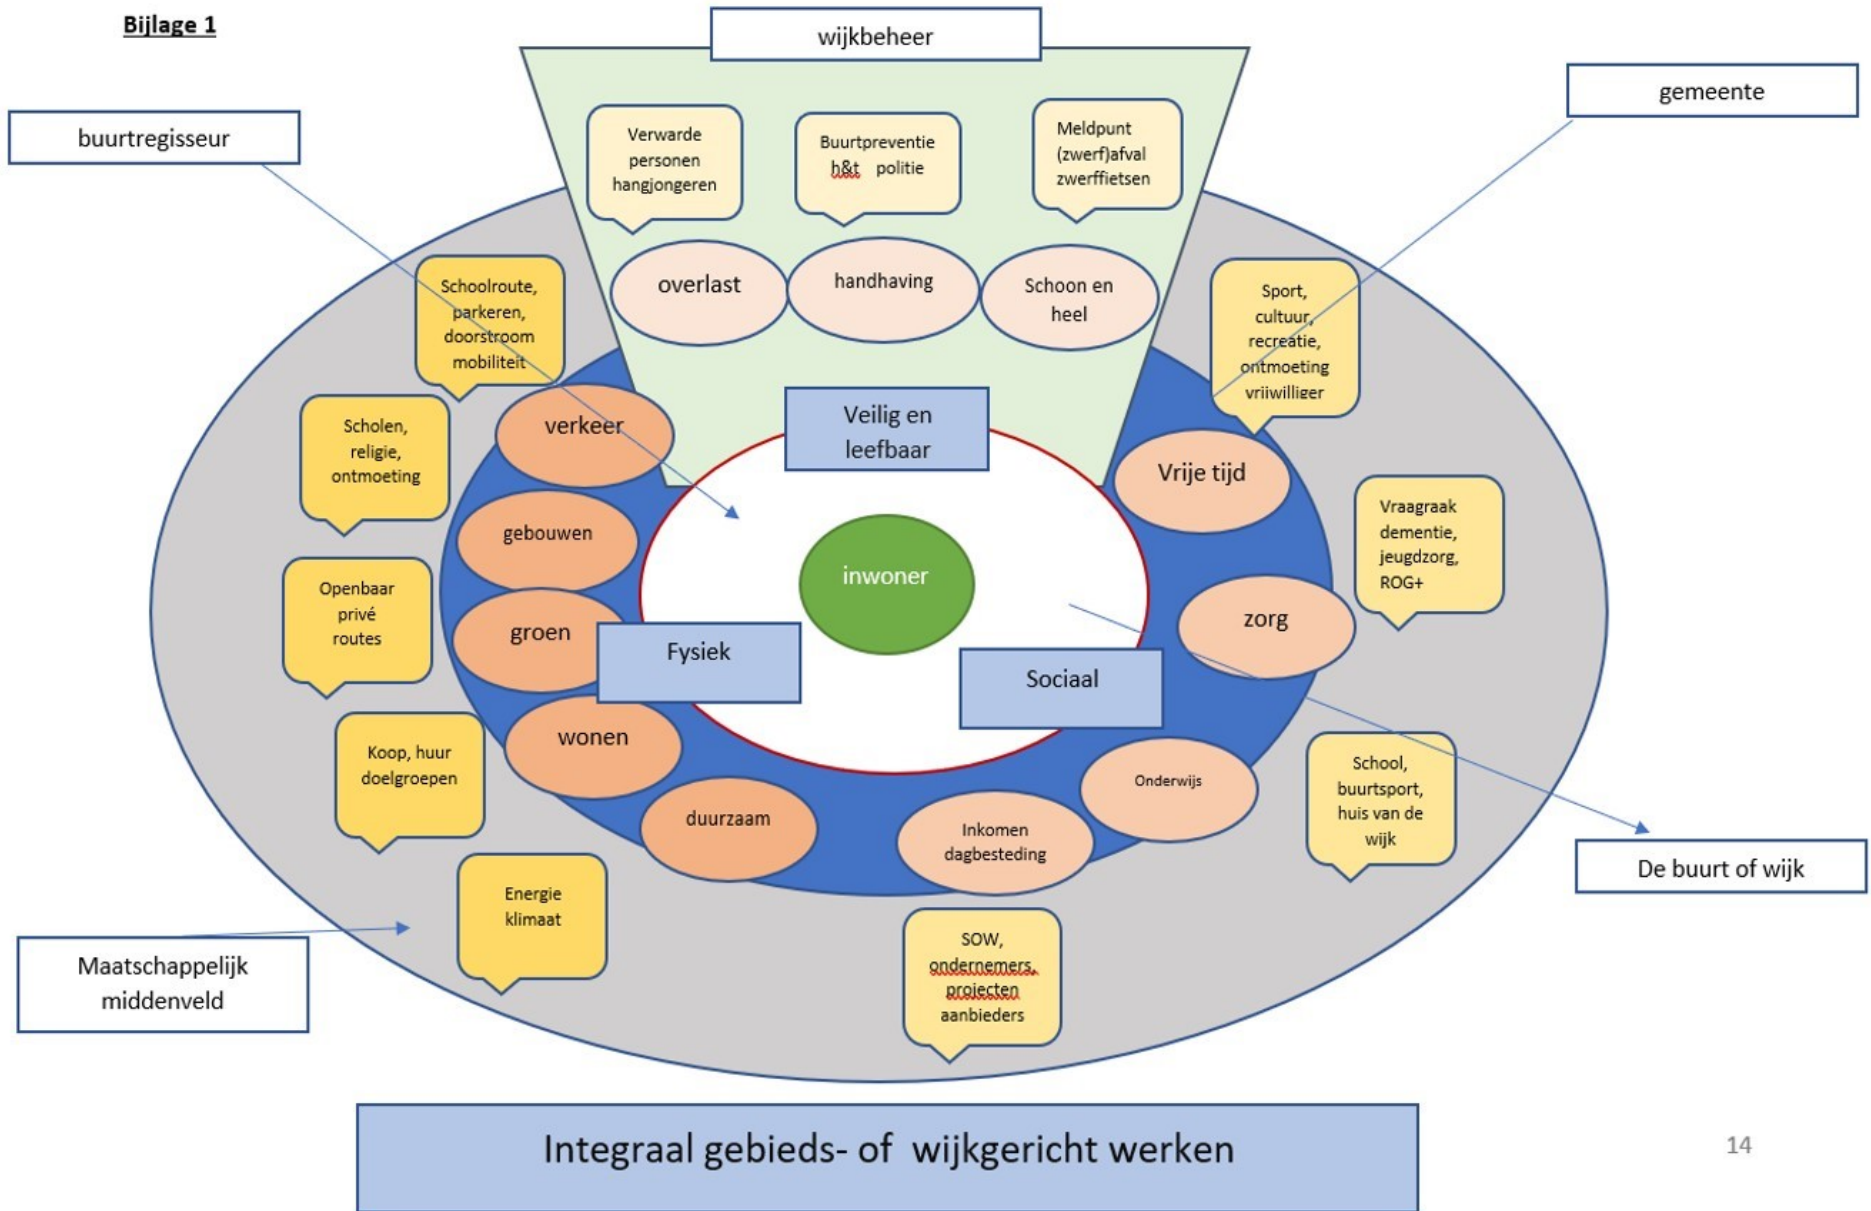 Bijlage 1
wijkbeheer
gemeente
buurtregisseur
Verwarde
personen
hangjongeren
Buurtpreventie
h&t politie
Meldpunt
(zwerf)afval
zwerffietsen
overlast
handhaving
Schoon en
heel
Schoolroute,
parkeren,
doorstroom
mobiliteit
Sport,
cultuur,
recreatie,
ontmoeting
vrijwilliger
Veilig en
leefbaar
verkeer
Scholen,
religie,
ontmoeting
Vrije tijd
gebouwen
Vraagraak
dementie,
jeugdzorg,
ROG+
inwoner
Openbaar
privé
routes
groen
Fysiek
zorg
Sociaal
wonen
Koop, huur
doelgroepen
Onderwijs
School,
buurtsport,
huis van de
wijk
duurzaam
Inkomen
dagbesteding
De buurt of wijk
Energie
klimaat
SOW,
ondernemers,
projecten
aanbieders
Maatschappelijk
middenveld
Integraal gebieds- of wijkgericht werken
14